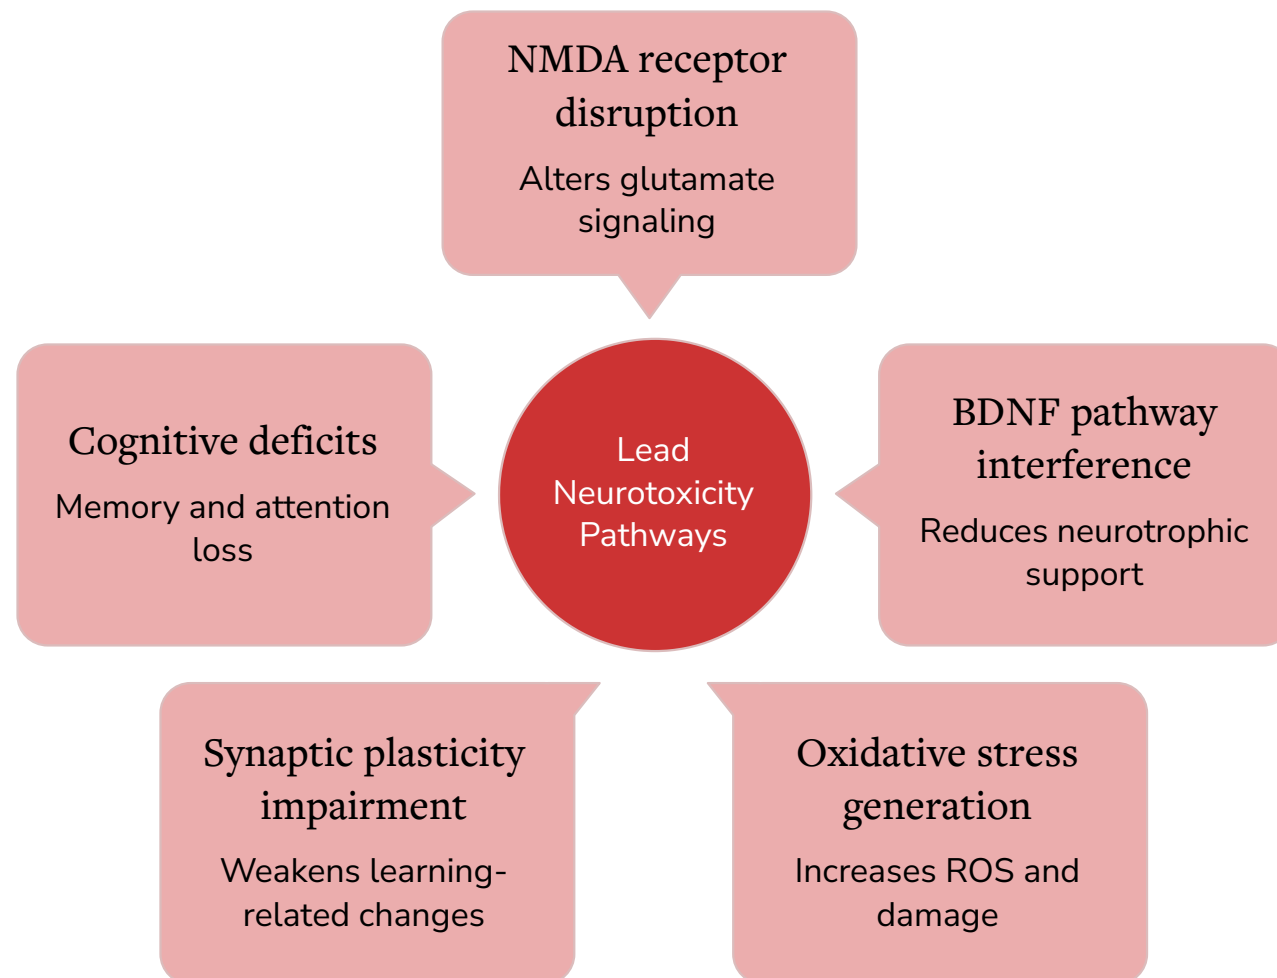 NMDA receptor
disruption
Alters glutamate
signaling
Cognitive deficits
Memory and attention
loss
Lead
Neurotoxicity
Pathways
BDNF pathway
interference
Reduces neurotrophic
support
Synaptic plasticity
impairment
Weakens learning-
related changes
Oxidative stress
generation
Increases ROS and
damage